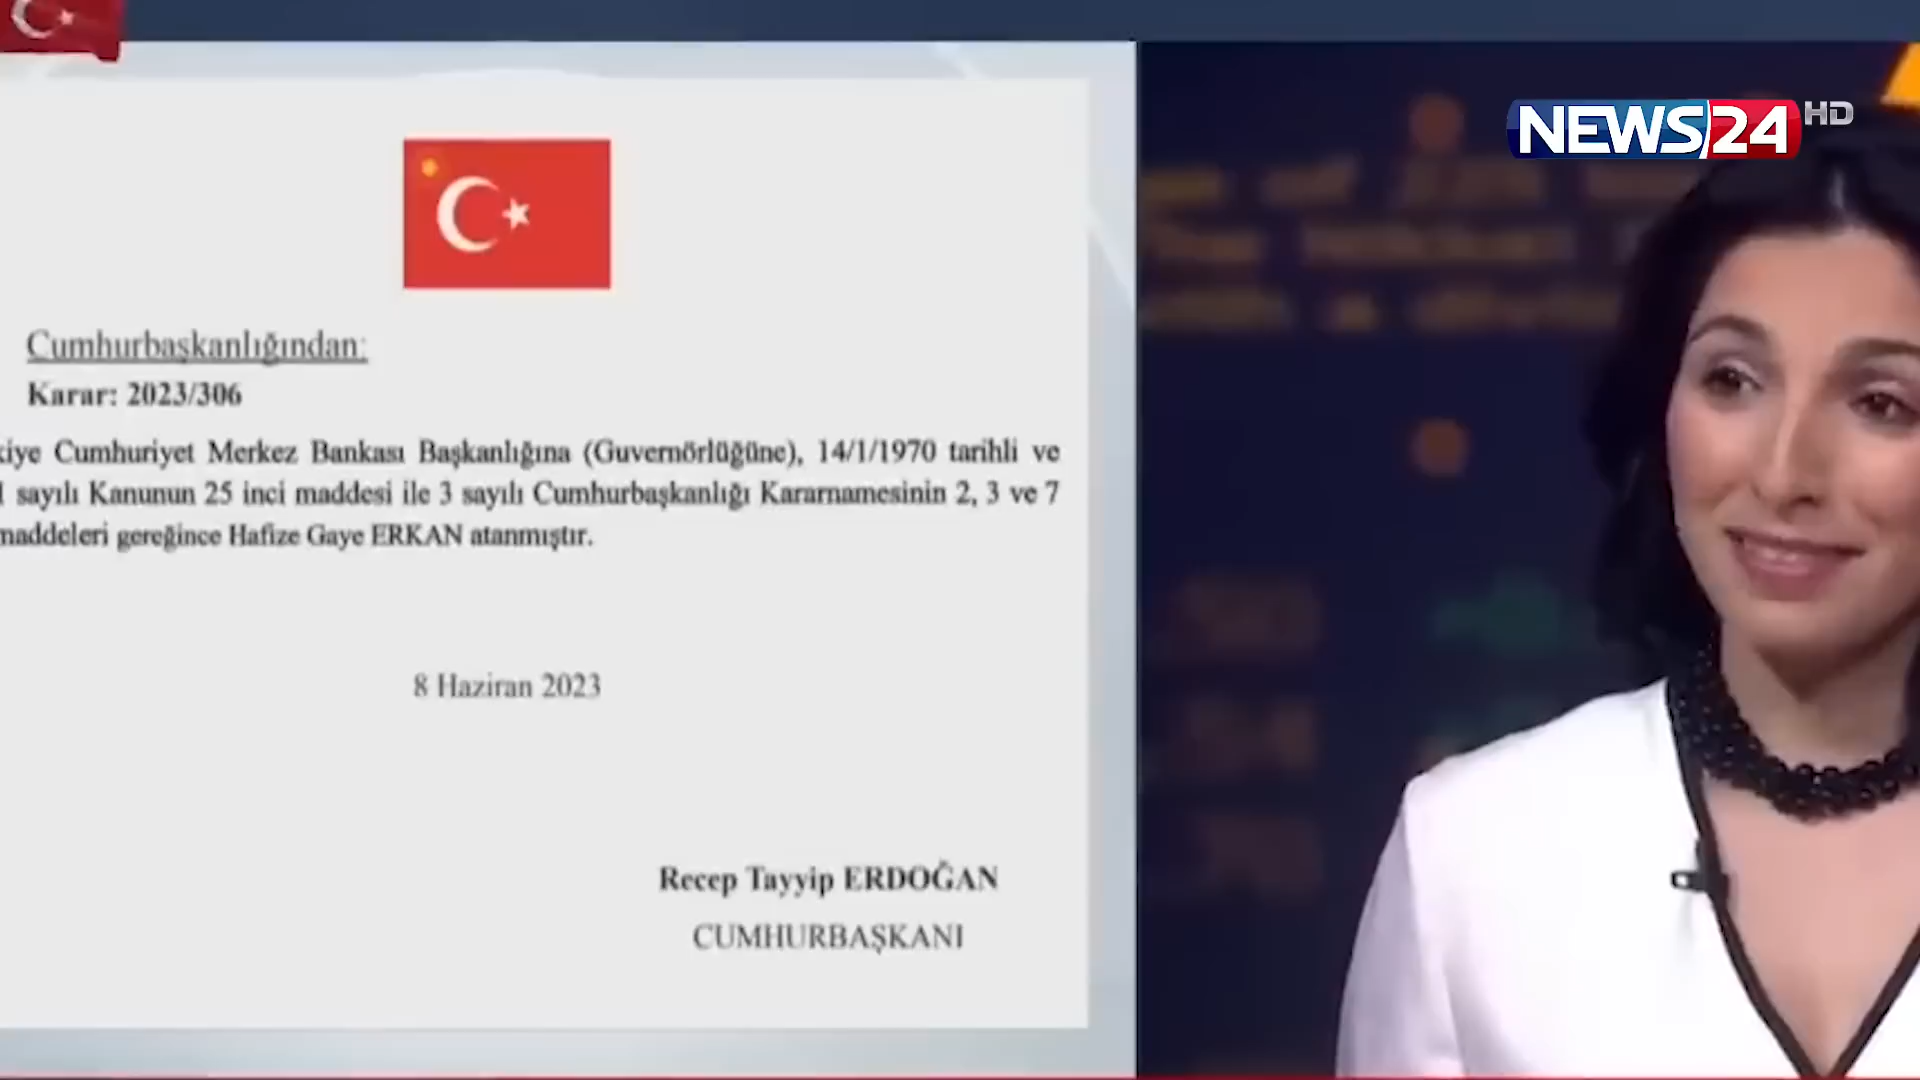 NEWS24 HD
Cumhurbaşkanlığından:
Karar: 2023/306
kiye Cumhuriyet Merkez Bankası Başkanlığına (Guvernörlüğüne), 14/1/1970 tarihli ve
1 sayılı Kanunun 25 inci maddesi ile 3 sayılı Cumhurbaşkanlığı Kararnamesinin 2, 3 ve 7
maddeleri gereğince Hafize Gaye ERKAN atanmıştır.
8 Haziran 2023
Recep Tayyip ERDOĞAN
CUMHURBAŞKANI